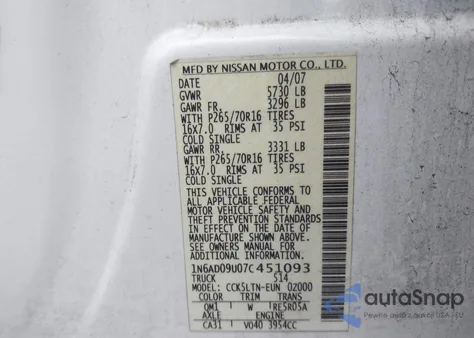 MFD BY NISSAN MOTOR CO., LTD.
DATE 04/07
GVWR 5730 LB
GAWR FR. 3296 LB
WITH P265/70R16 TIRES
16x7.0 RIMS AT 35 PSI
COLD SINGLE
GAWR RR. 3331 LB
WITH P265/70R16 TIRES
16x7.0 RIMS AT 35 PSI
COLD SINGLE
THIS VEHICLE CONFORMS TO
ALL APPLICABLE FEDERAL
MOTOR VEHICLE SAFETY AND
THEFT PREVENTION STANDARDS
IN EFFECT ON THE DATE OF
MANUFACTURE SHOWN ABOVE.
SEE OWNERS MANUAL FOR
ADDITIONAL INFORMATION.
1N6AD09U07C451093
TRUCK 514
MODEL: CCK5LTN-EUN 02000
COLOR TRIM TRANS
QM1 W RE5R05A
AXLE ENGINE
CA31 VQ40 3954CC
autoSnap